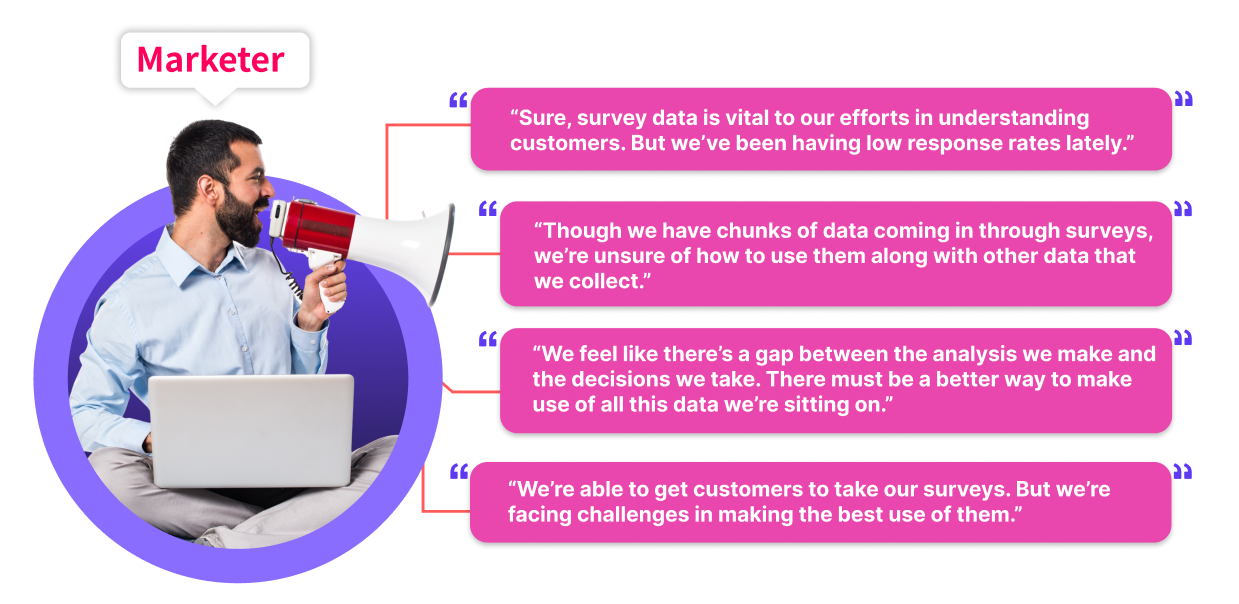 Marketer
“Sure, survey data is vital to our efforts in understanding
customers. But we’ve been having low response rates lately.”
“Though we have chunks of data coming in through surveys,
we’re unsure of how to use them along with other data that
we collect.”
“We feel like there’s a gap between the analysis we make and
the decisions we take. There must be a better way to make
use of all this data we’re sitting on.”
“We’re able to get customers to take our surveys. But we’re
facing challenges in making the best use of them.”